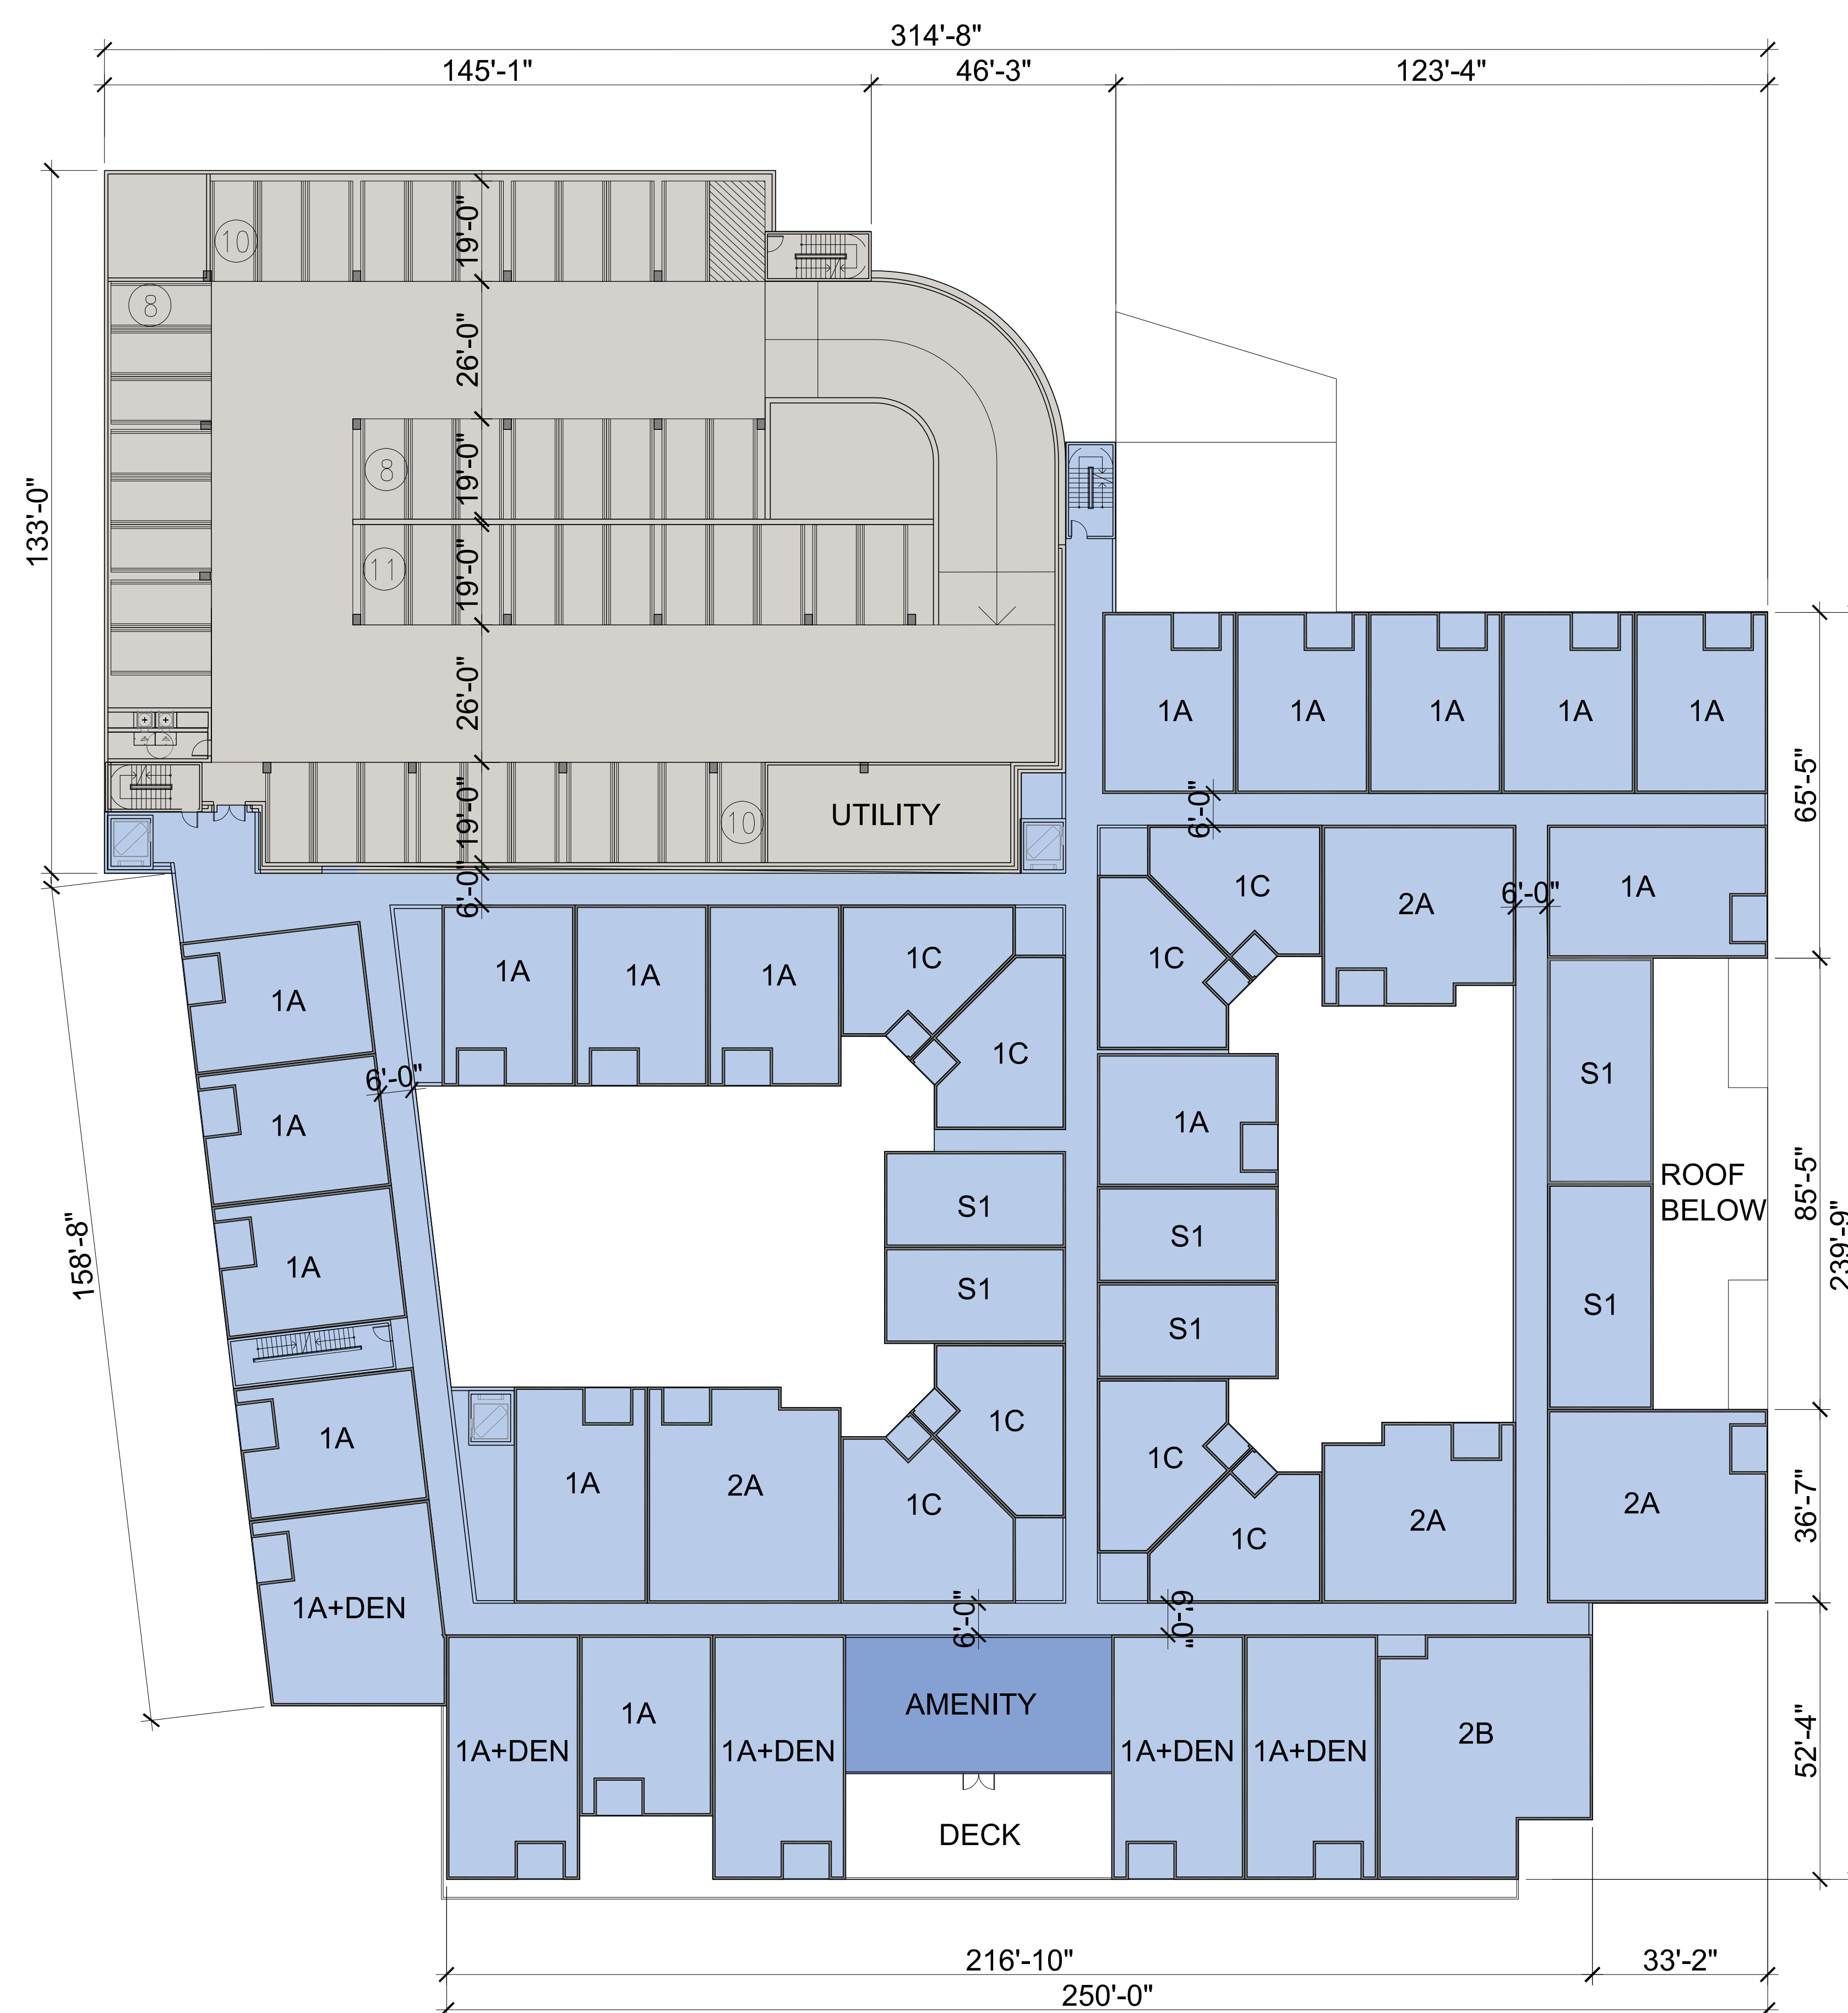 314'-8"
145'-1"
46'-3"
123'-4"
133'-0"
10
19'-0"
8
26'-0"
8
19'-0"
11
19'-0"
26'-0"
10
19'-0"
UTILITY
6'-0"
1A
1A
1A
1A
1A
65'-5"
6'-0"
1C
2A
6'-0"
1A
1C
1A
1A
1A
1C
1C
1A
6'-0"
1A
1A
1A
S1
S1
S1
S1
S1
S1
ROOF
BELOW
85'-5"
239'-9"
158'-8"
1A
1A
2A
1C
1C
1C
1C
2A
2A
36'-7"
1A+DEN
6'-0"
6'-0"
1A+DEN
1A
1A+DEN
AMENITY
1A+DEN
1A+DEN
2B
DECK
52'-4"
216'-10"
33'-2"
250'-0"